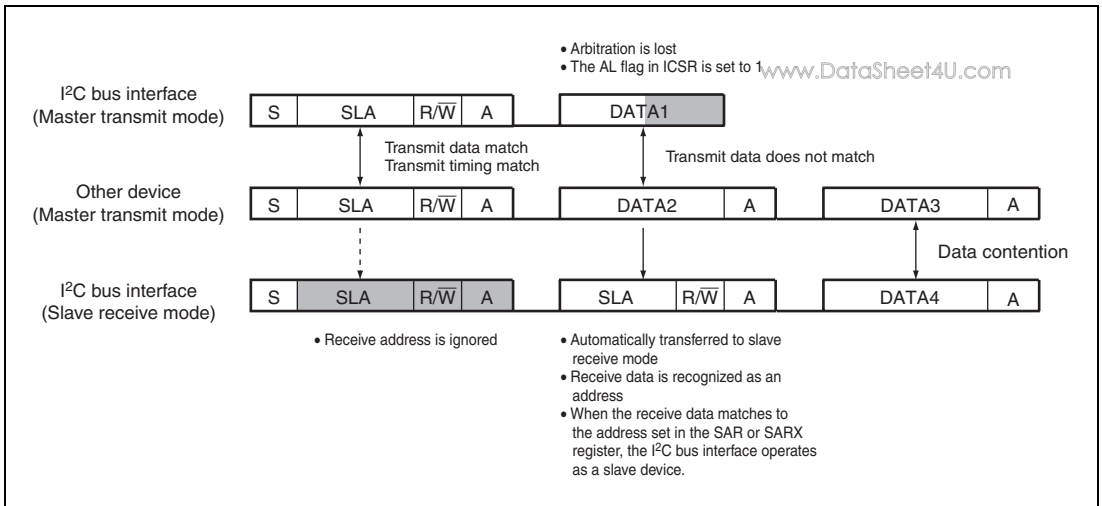 • Arbitration is lost
• The AL flag in ICSR is set to 1
www.DataSheet4U.com
I²C bus interface
(Master transmit mode)
S SLA R/W̅ A DATA1
Transmit data match
Transmit timing match
Transmit data does not match
Other device
(Master transmit mode)
S SLA R/W̅ A DATA2 A DATA3 A
Data contention
I²C bus interface
(Slave receive mode)
S SLA R/W̅ A SLA R/W̅ A DATA4 A
• Receive address is ignored
• Automatically transferred to slave
receive mode
• Receive data is recognized as an
address
• When the receive data matches to
the address set in the SAR or SARX
register, the I²C bus interface operates
as a slave device.